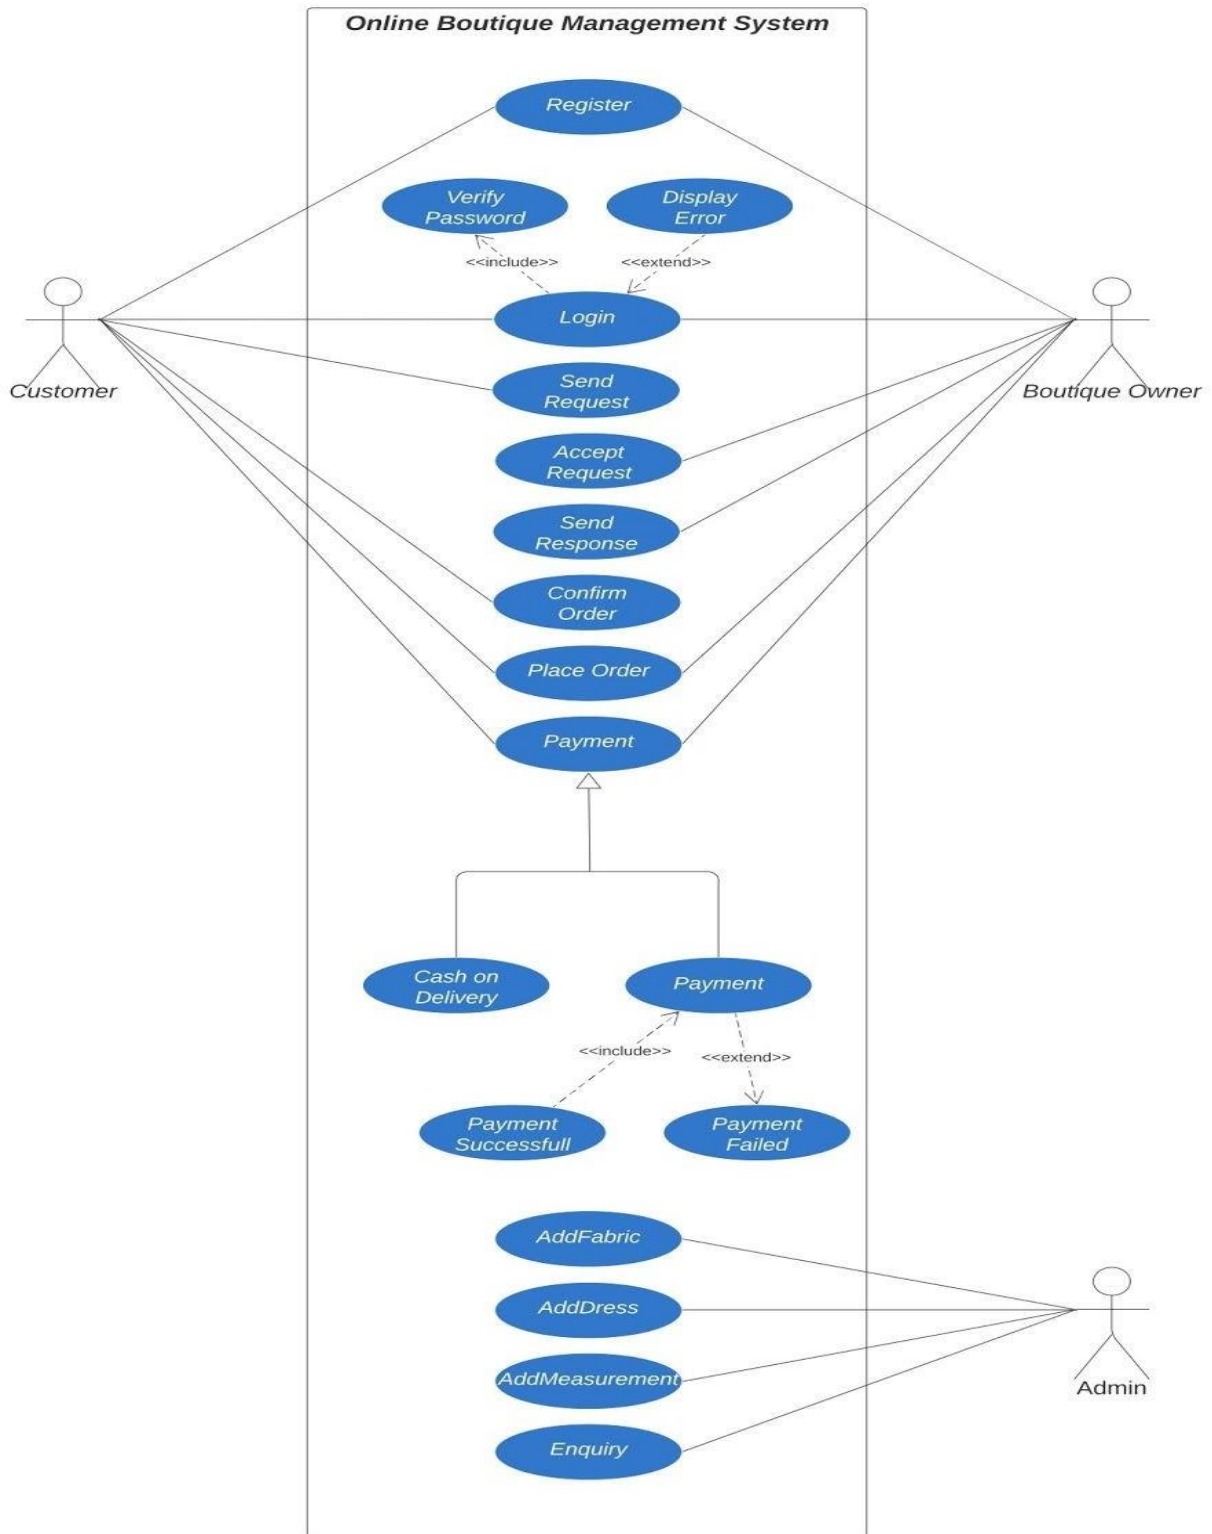 Online Boutique Management System
Register
Verify
Password
Display
Error
<<include>>
<<extend>>
Login
Customer
Boutique Owner
Send
Request
Accept
Request
Send
Response
Confirm
Order
Place Order
Payment
Cash on
Delivery
Payment
<<include>>
<<extend>>
Payment
Successfull
Payment
Failed
AddFabric
AddDress
AddMeasurement
Admin
Enquiry